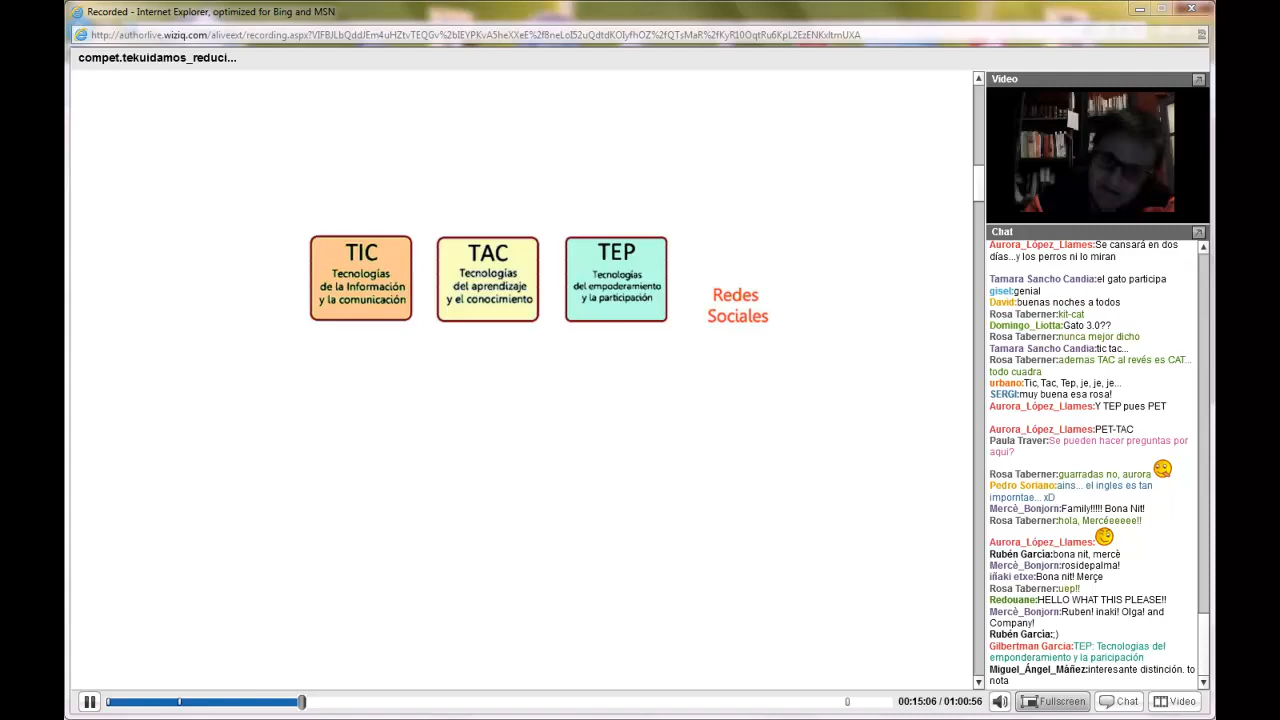 Recorded - Internet Explorer, optimized for Bing and MSN
compet.tekuidamos_reduci...
TIC
Tecnologías
de la Información
y la comunicación
TAC
Tecnologías
del aprendizaje
y el conocimiento
TEP
Tecnologías
del empoderamiento
y la participación
Redes
Sociales
Video
Chat
Aurora_López_Llames:Se cansará en dos
días...y los perros ni lo miran
Tamara Sancho Candia:el gato participa
gisel:genial
David:buenas noches a todos
Rosa Taberner:kit-cat
Domingo_Liotta:Gato 3.0??
Rosa Taberner:nunca mejor dicho
Tamara Sancho Candia:tic tac...
Rosa Taberner:ademas TAC al revés es CAT...
todo cuadra
urbano:Tic, Tac, Tep, je, je, je...
SERGI:muy buena esa rosa!
Aurora_López_Llames:Y TEP pues PET
Aurora_López_Llames:PET-TAC
Paula Traver:Se pueden hacer preguntas por
aqui?
Rosa Taberner:guarradas no, aurora
Pedro Soriano:ains... el ingles es tan
imporntae... xD
Mercè_Bonjorn:Family!!!!! Bona Nit!
Rosa Taberner:hola, Mercéeeeee!!
Aurora_López_Llames:
Rubén García:bona nit, mercè
Mercè_Bonjorn:rosidepalma!
iñaki etxe:Bona nit! Merçe
Rosa Taberner:uep!!
Redouane:HELLO WHAT THIS PLEASE!!
Mercè_Bonjorn:Ruben! inaki! Olga! and
Company!
Rubén García:;)
Gilbertman Garcia:TEP: Tecnologias del
emponderamiento y la paricipación
Miguel_Ángel_Máñez:interesante distinción. to
nota
00:15:06 / 01:00:56
Fullscreen
Chat
Video